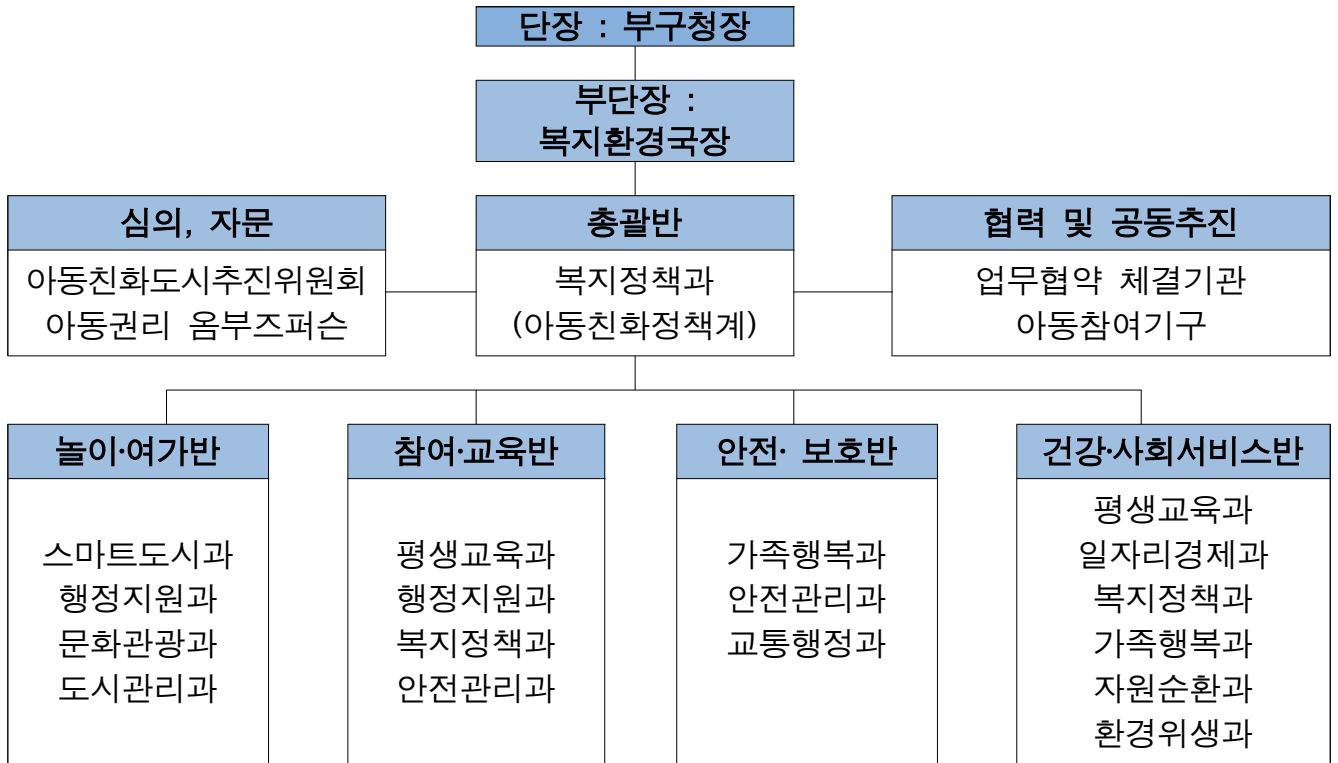 단장 : 부구청장
부단장 :
복지환경국장
심의, 자문
아동친화도시추진위원회
아동권리 옴부즈퍼슨
총괄반
복지정책과
(아동친화정책계)
협력 및 공동추진
업무협약 체결기관
아동참여기구
놀이·여가반
스마트도시과
행정지원과
문화관광과
도시관리과
참여·교육반
평생교육과
행정지원과
복지정책과
안전관리과
안전· 보호반
가족행복과
안전관리과
교통행정과
건강·사회서비스반
평생교육과
일자리경제과
복지정책과
가족행복과
자원순환과
환경위생과